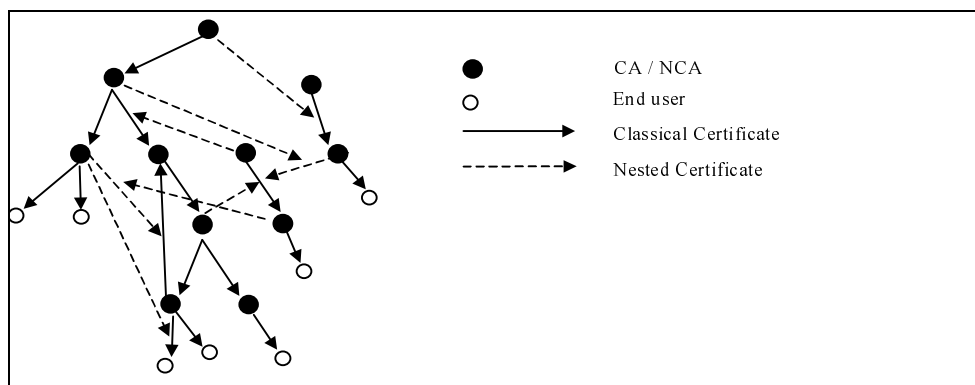 CA / NCA
End user
Classical Certificate
Nested Certificate